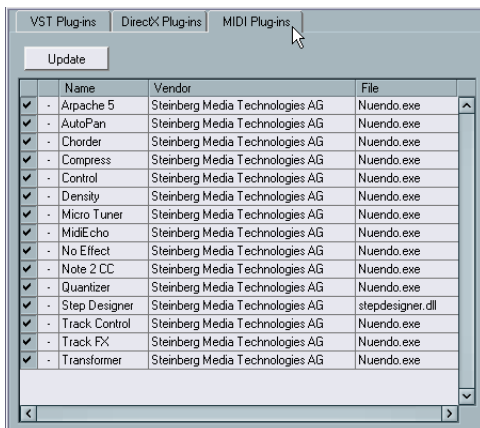 VST Plug-ins DirectX Plug-ins MIDI Plug-ins
Update
Name Vendor File
- Arpache 5 Steinberg Media Technologies AG Nuendo.exe
- AutoPan Steinberg Media Technologies AG Nuendo.exe
- Chorder Steinberg Media Technologies AG Nuendo.exe
- Compress Steinberg Media Technologies AG Nuendo.exe
- Control Steinberg Media Technologies AG Nuendo.exe
- Density Steinberg Media Technologies AG Nuendo.exe
- Micro Tuner Steinberg Media Technologies AG Nuendo.exe
- MidiEcho Steinberg Media Technologies AG Nuendo.exe
- No Effect Steinberg Media Technologies AG Nuendo.exe
- Note 2 CC Steinberg Media Technologies AG Nuendo.exe
- Quantizer Steinberg Media Technologies AG Nuendo.exe
- Step Designer Steinberg Media Technologies AG stepdesigner.dll
- Track Control Steinberg Media Technologies AG Nuendo.exe
- Track FX Steinberg Media Technologies AG Nuendo.exe
- Transformer Steinberg Media Technologies AG Nuendo.exe